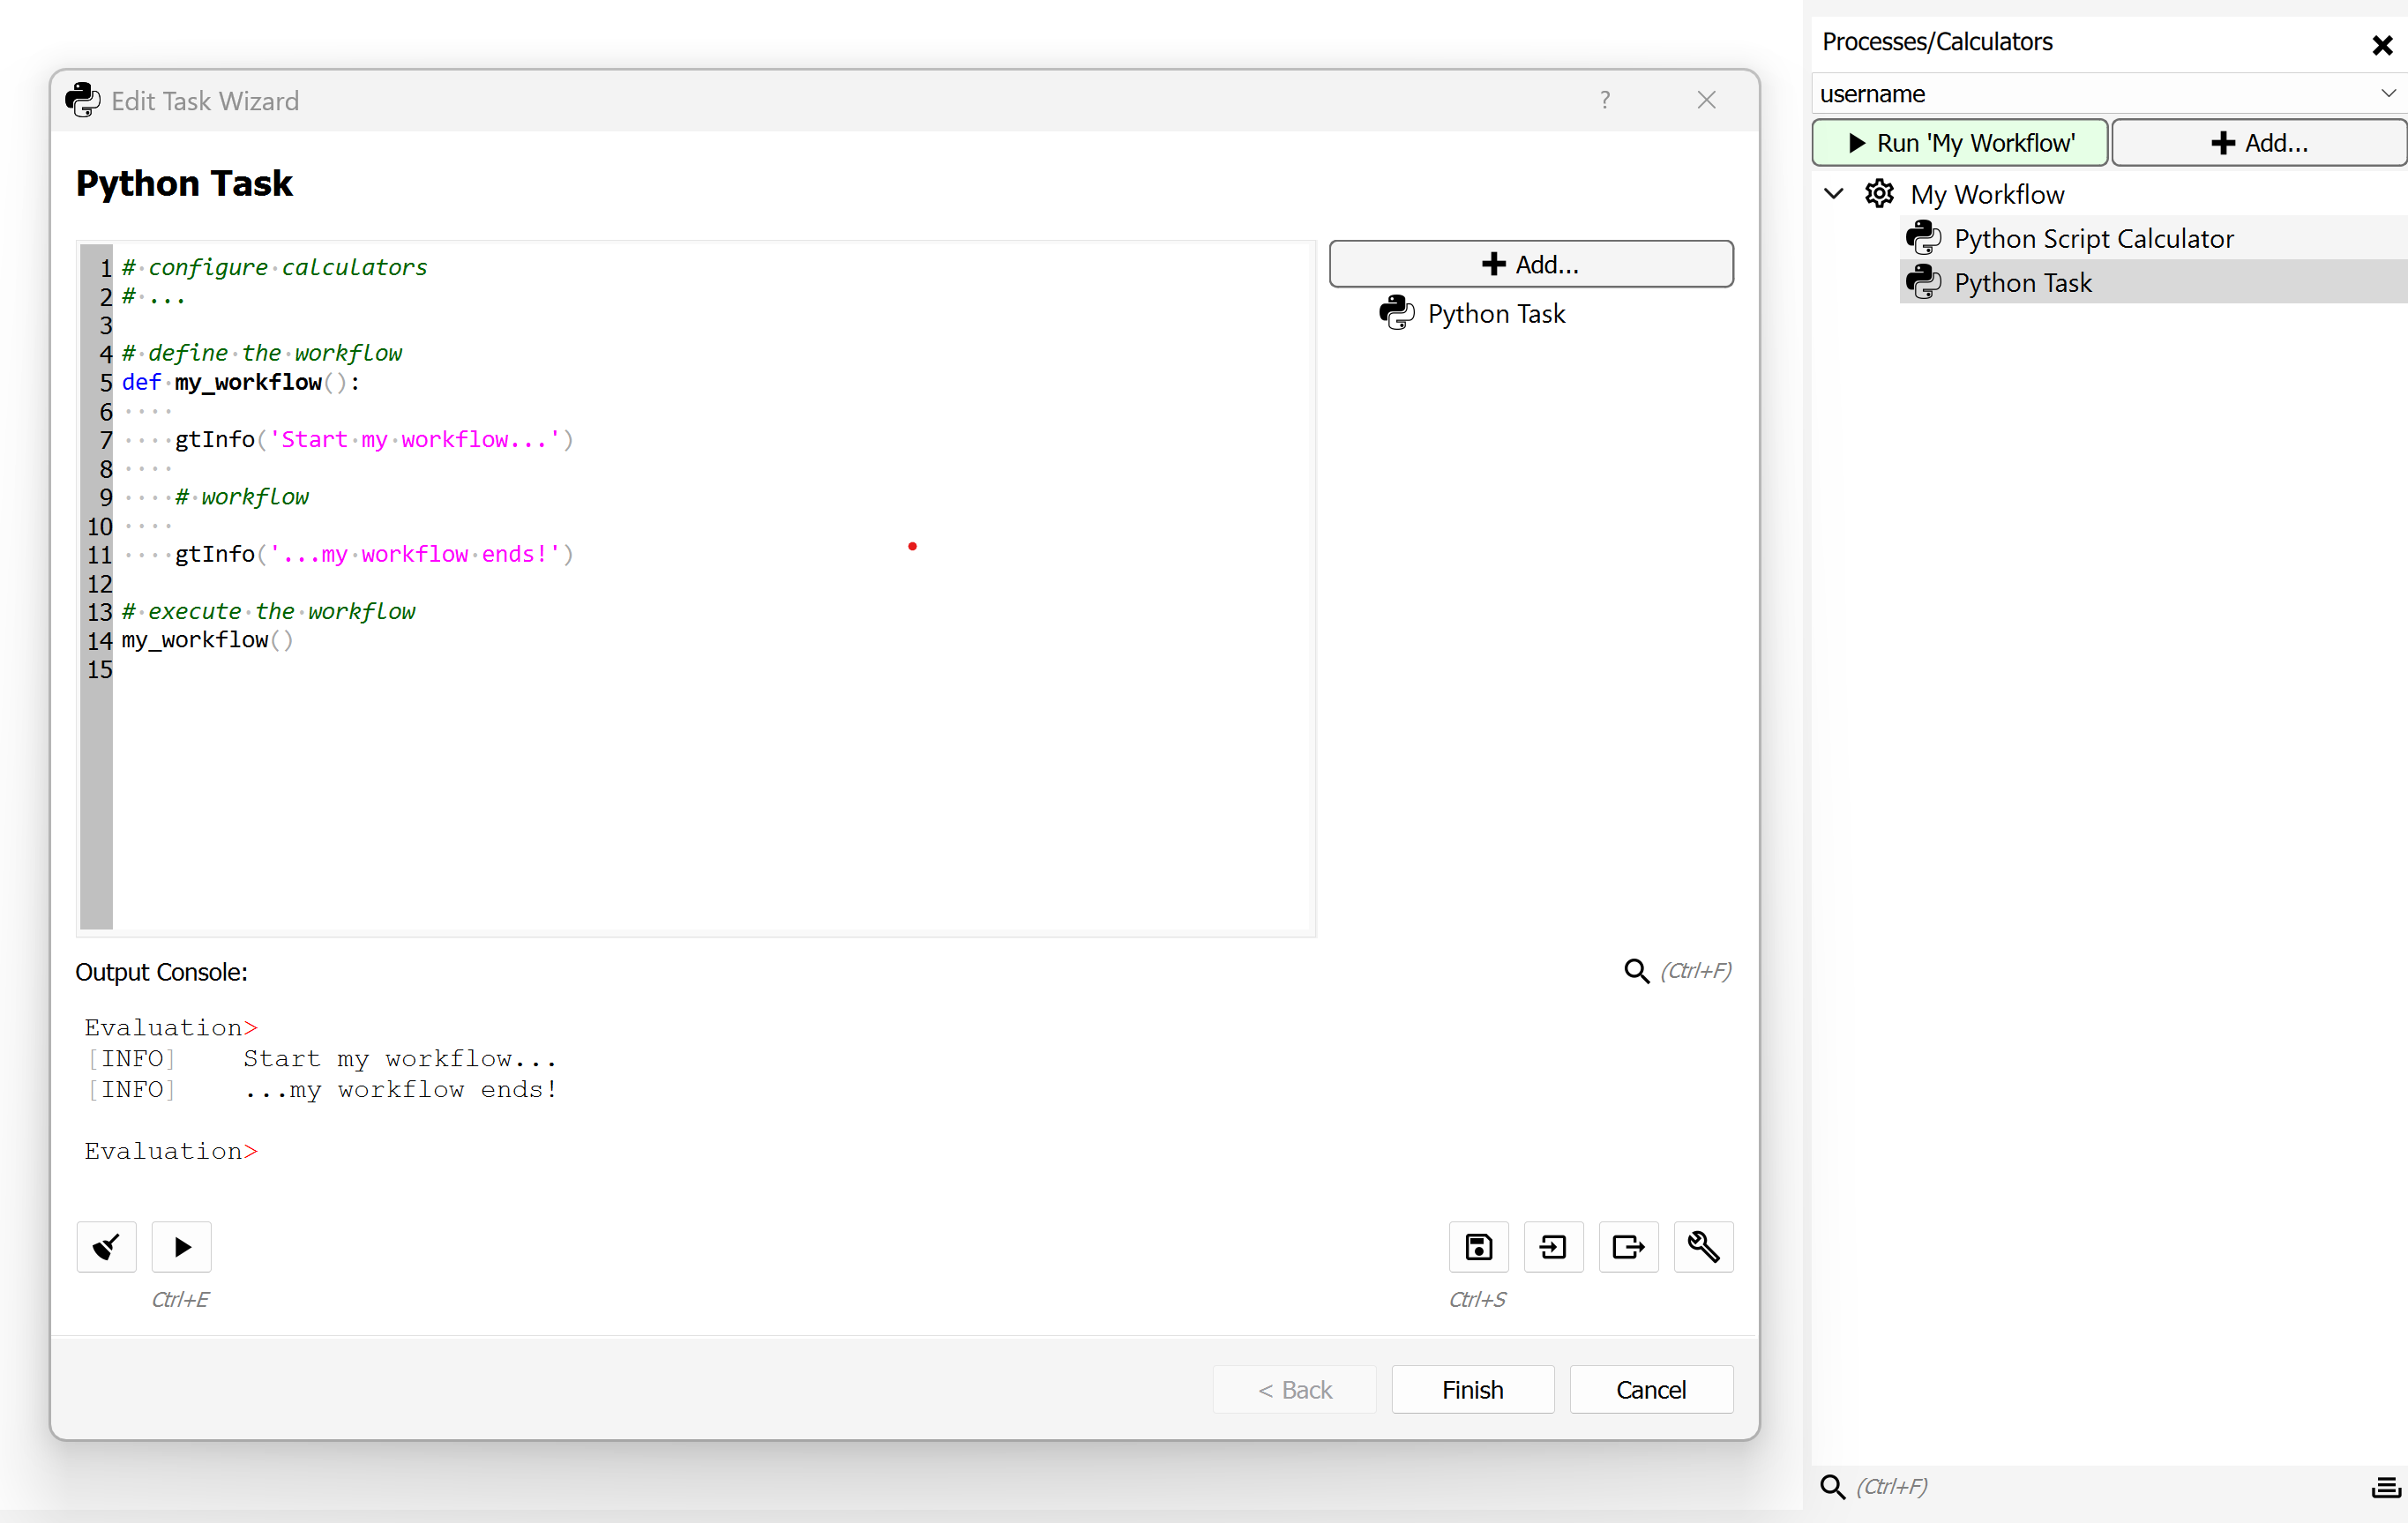 Edit Task Wizard
?
Python Task
1 # configure calculators
2 # ...
3
4 # define the workflow
5 def my_workflow():
6
7     gtInfo('Start my workflow...')
8
9     # workflow
10
11     gtInfo('...my workflow ends!')
12
13 # execute the workflow
14 my_workflow()
15
Add...
Python Task
Output Console:
(Ctrl+F)
Evaluation>
[INFO]    Start my workflow...
[INFO]    ...my workflow ends!
Evaluation>
Ctrl+E
Ctrl+S
< Back
Finish
Cancel
Processes/Calculators
username
Run 'My Workflow'
Add...
My Workflow
Python Script Calculator
Python Task
(Ctrl+F)